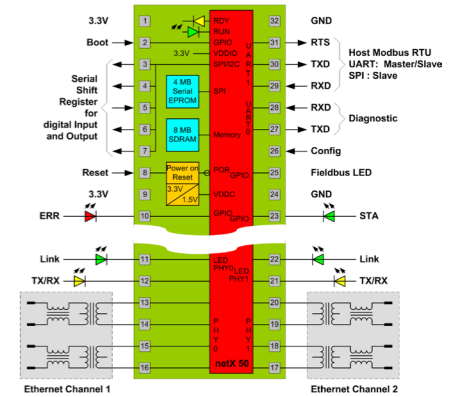 3.3V 1 RDY 32 GND
RUN
Boot 2 GPIO 31 RTS
3.3V VDDIO
3 SPI/I2C 30 TXD
UART1
Host Modbus RTU
UART: Master/Slave
SPI : Slave
Serial
Shift
Register
for
digital Input
and Output
4
4 MB
Serial
EPROM
SPI
29 RXD
5 28 RXD
UART0
Diagnostic
6
8 MB
SDRAM
Memory
27 TXD
7 26 Config
Reset 8
Power on
Reset
POR
GPIO
25 Fieldbus LED
3.3V 9
3.3V
1.5V
VDDC
24 GND
ERR 10 GPIO
GPIO 23 STA
Link 11 LED
PHY0
22 Link
LED
PHY1
TX/RX 12 21 TX/RX
13 20
14 PHY0 PHY1 19
15 18
16 netX 50 17
Ethernet Channel 1 Ethernet Channel 2